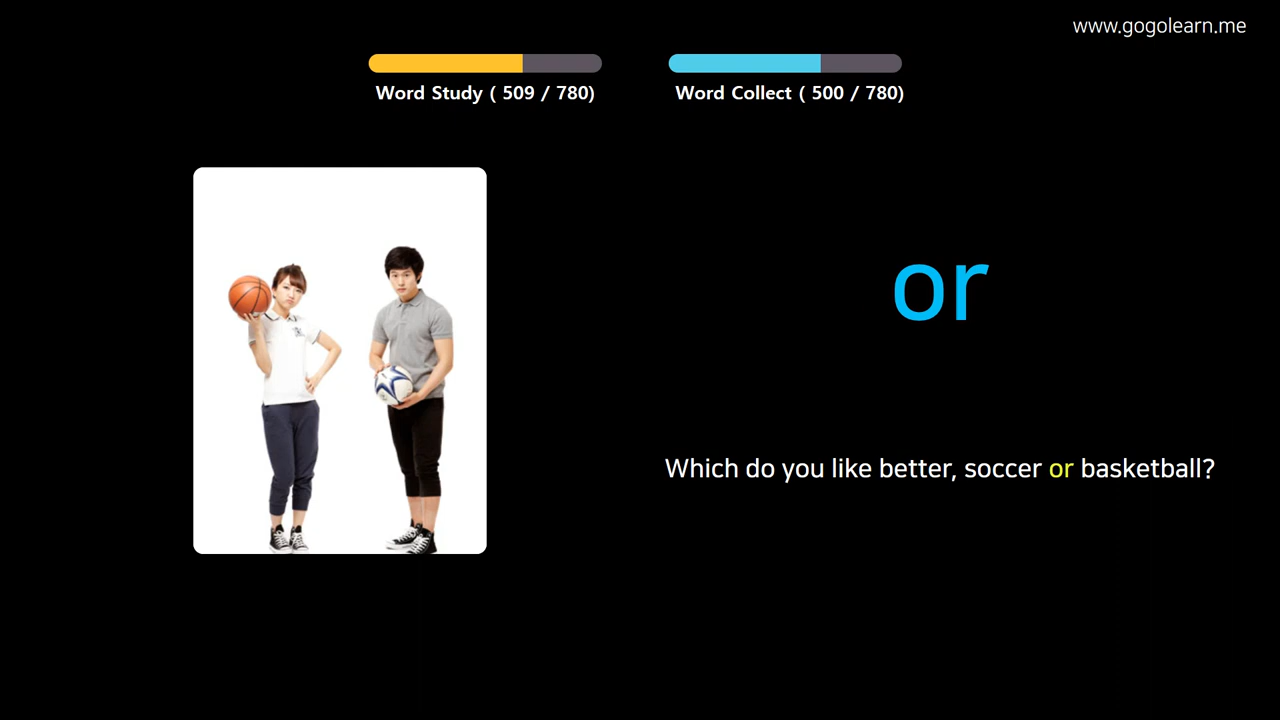 www.gogolearn.me
Word Study ( 509 / 780)
Word Collect ( 500 / 780)
or
Which do you like better, soccer or basketball?